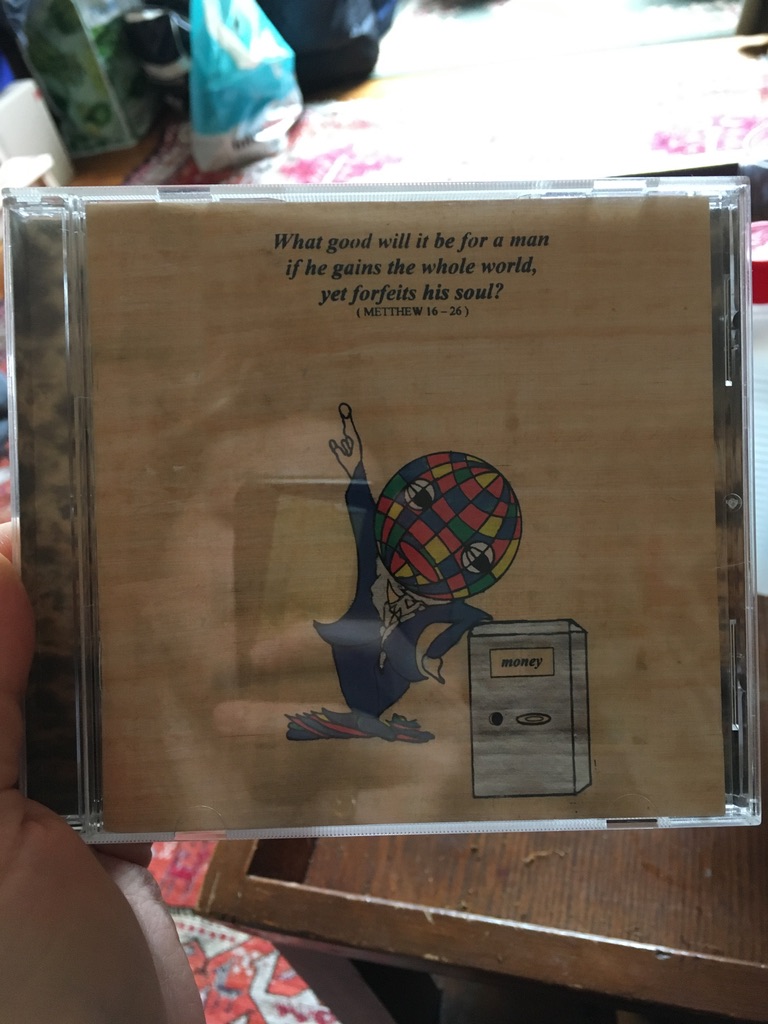 What good will it be for a man
if he gains the whole world,
yet forfeits his soul?
( METTHEW 16 – 26 )
money